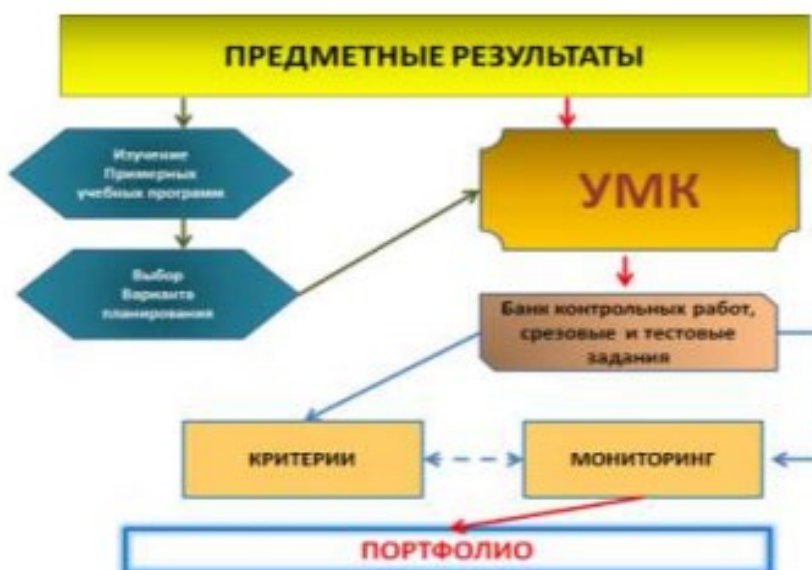 ПРЕДМЕТНЫЕ РЕЗУЛЬТАТЫ
Изучение
Примерных
учебных программ
УМК
Выбор
Варианта
планирования
Банк контрольных работ,
срезовые и тестовые
задания
КРИТЕРИИ
МОНИТОРИНГ
ПОРТФОЛИО